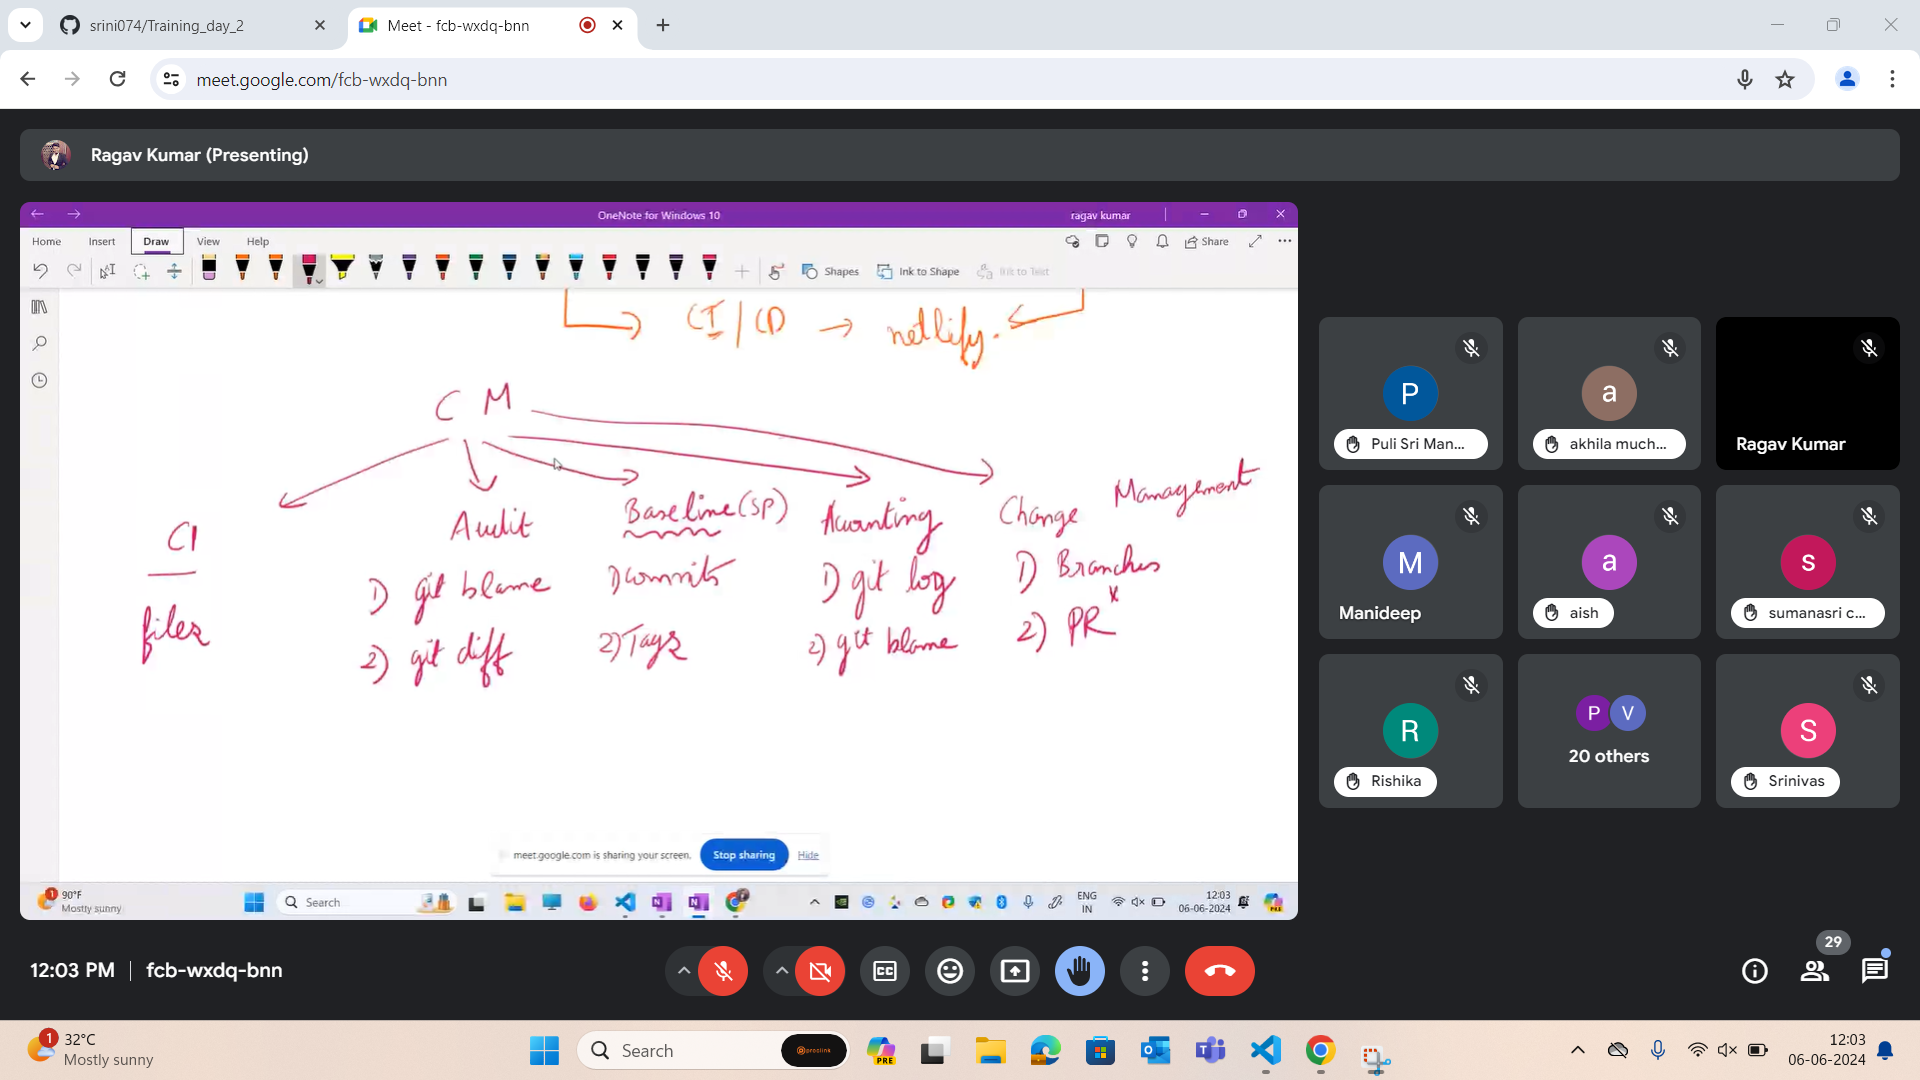 srini074/Training_day_2
Meet - fcb-wxdq-bnn
meet.google.com/fcb-wxdq-bnn
Ragav Kumar (Presenting)
OneNote for Windows 10
ragav kumar
Home Insert Draw View Help
Share
Shapes
Ink to Shape
Ink to Text
CI/CD → netlify.
C M
CI
files
Audit
1) git blame
2) git diff
Baseline (SP)
1) commits
2) Tags
Accounting
1) git log
2) git blame
Change Management
1) Branches
2) PR
meet.google.com is sharing your screen.
Stop sharing
Hide
1
90°F
Mostly sunny
Search
ENG
IN
12:03
06-06-2024
P
Puli Sri Man...
a
akhila much...
Ragav Kumar
M
Manideep
a
aish
s
sumanasri c...
R
Rishika
P V
20 others
S
Srinivas
12:03 PM | fcb-wxdq-bnn
CC
29
1
32°C
Mostly sunny
Search
proclink
PRE
12:03
06-06-2024